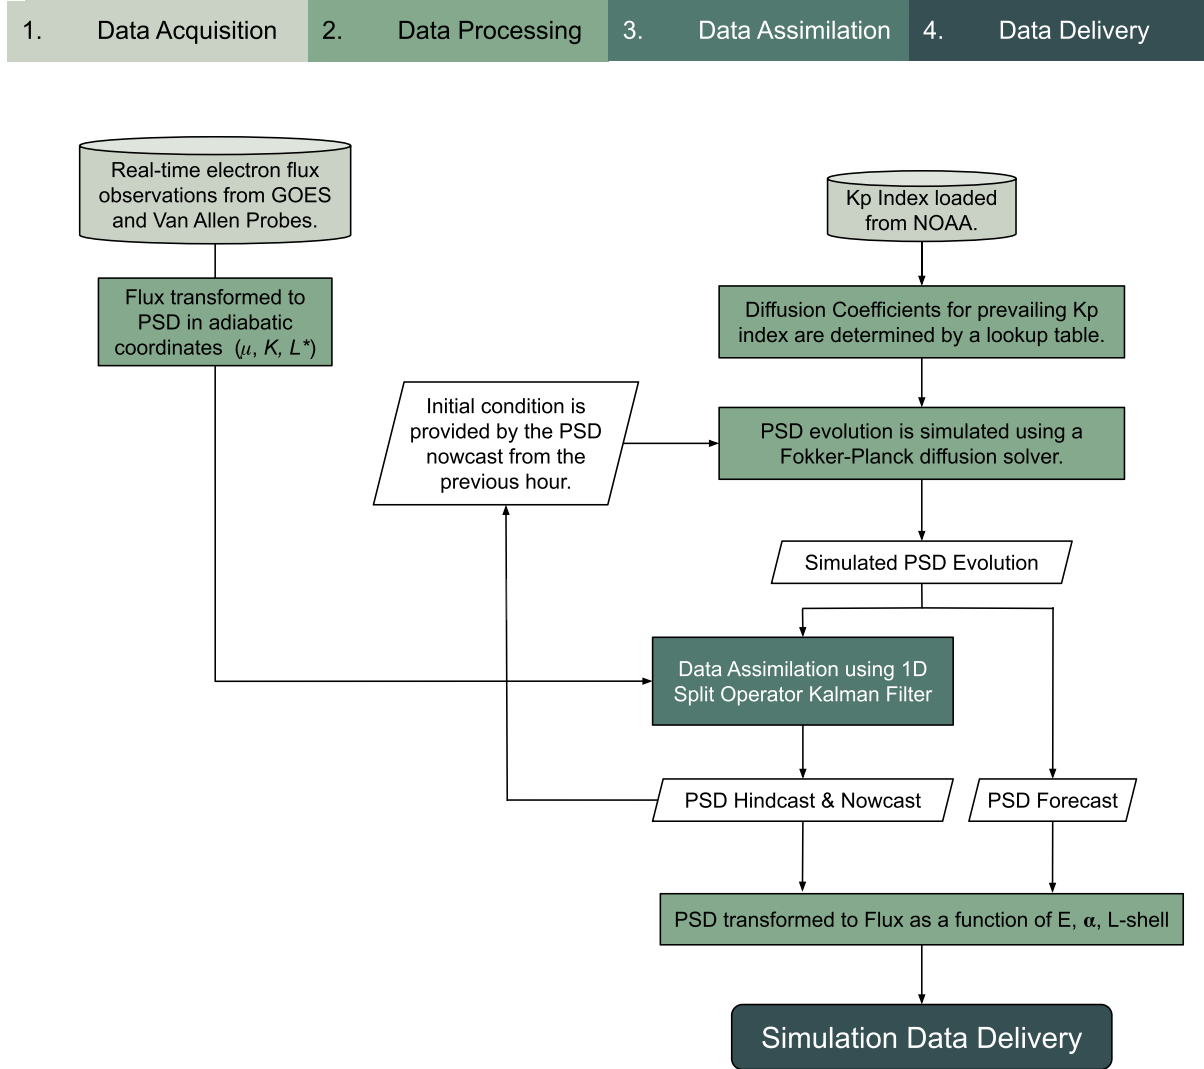 1. Data Acquisition 2. Data Processing 3. Data Assimilation 4. Data Delivery
Real-time electron flux
observations from GOES
and Van Allen Probes.
Kp Index loaded
from NOAA.
Flux transformed to
PSD in adiabatic
coordinates (μ, K, L*)
Diffusion Coefficients for prevailing Kp
index are determined by a lookup table.
Initial condition is
provided by the PSD
nowcast from the
previous hour.
PSD evolution is simulated using a
Fokker-Planck diffusion solver.
Simulated PSD Evolution
Data Assimilation using 1D
Split Operator Kalman Filter
PSD Hindcast & Nowcast
PSD Forecast
PSD transformed to Flux as a function of E, α, L-shell
Simulation Data Delivery